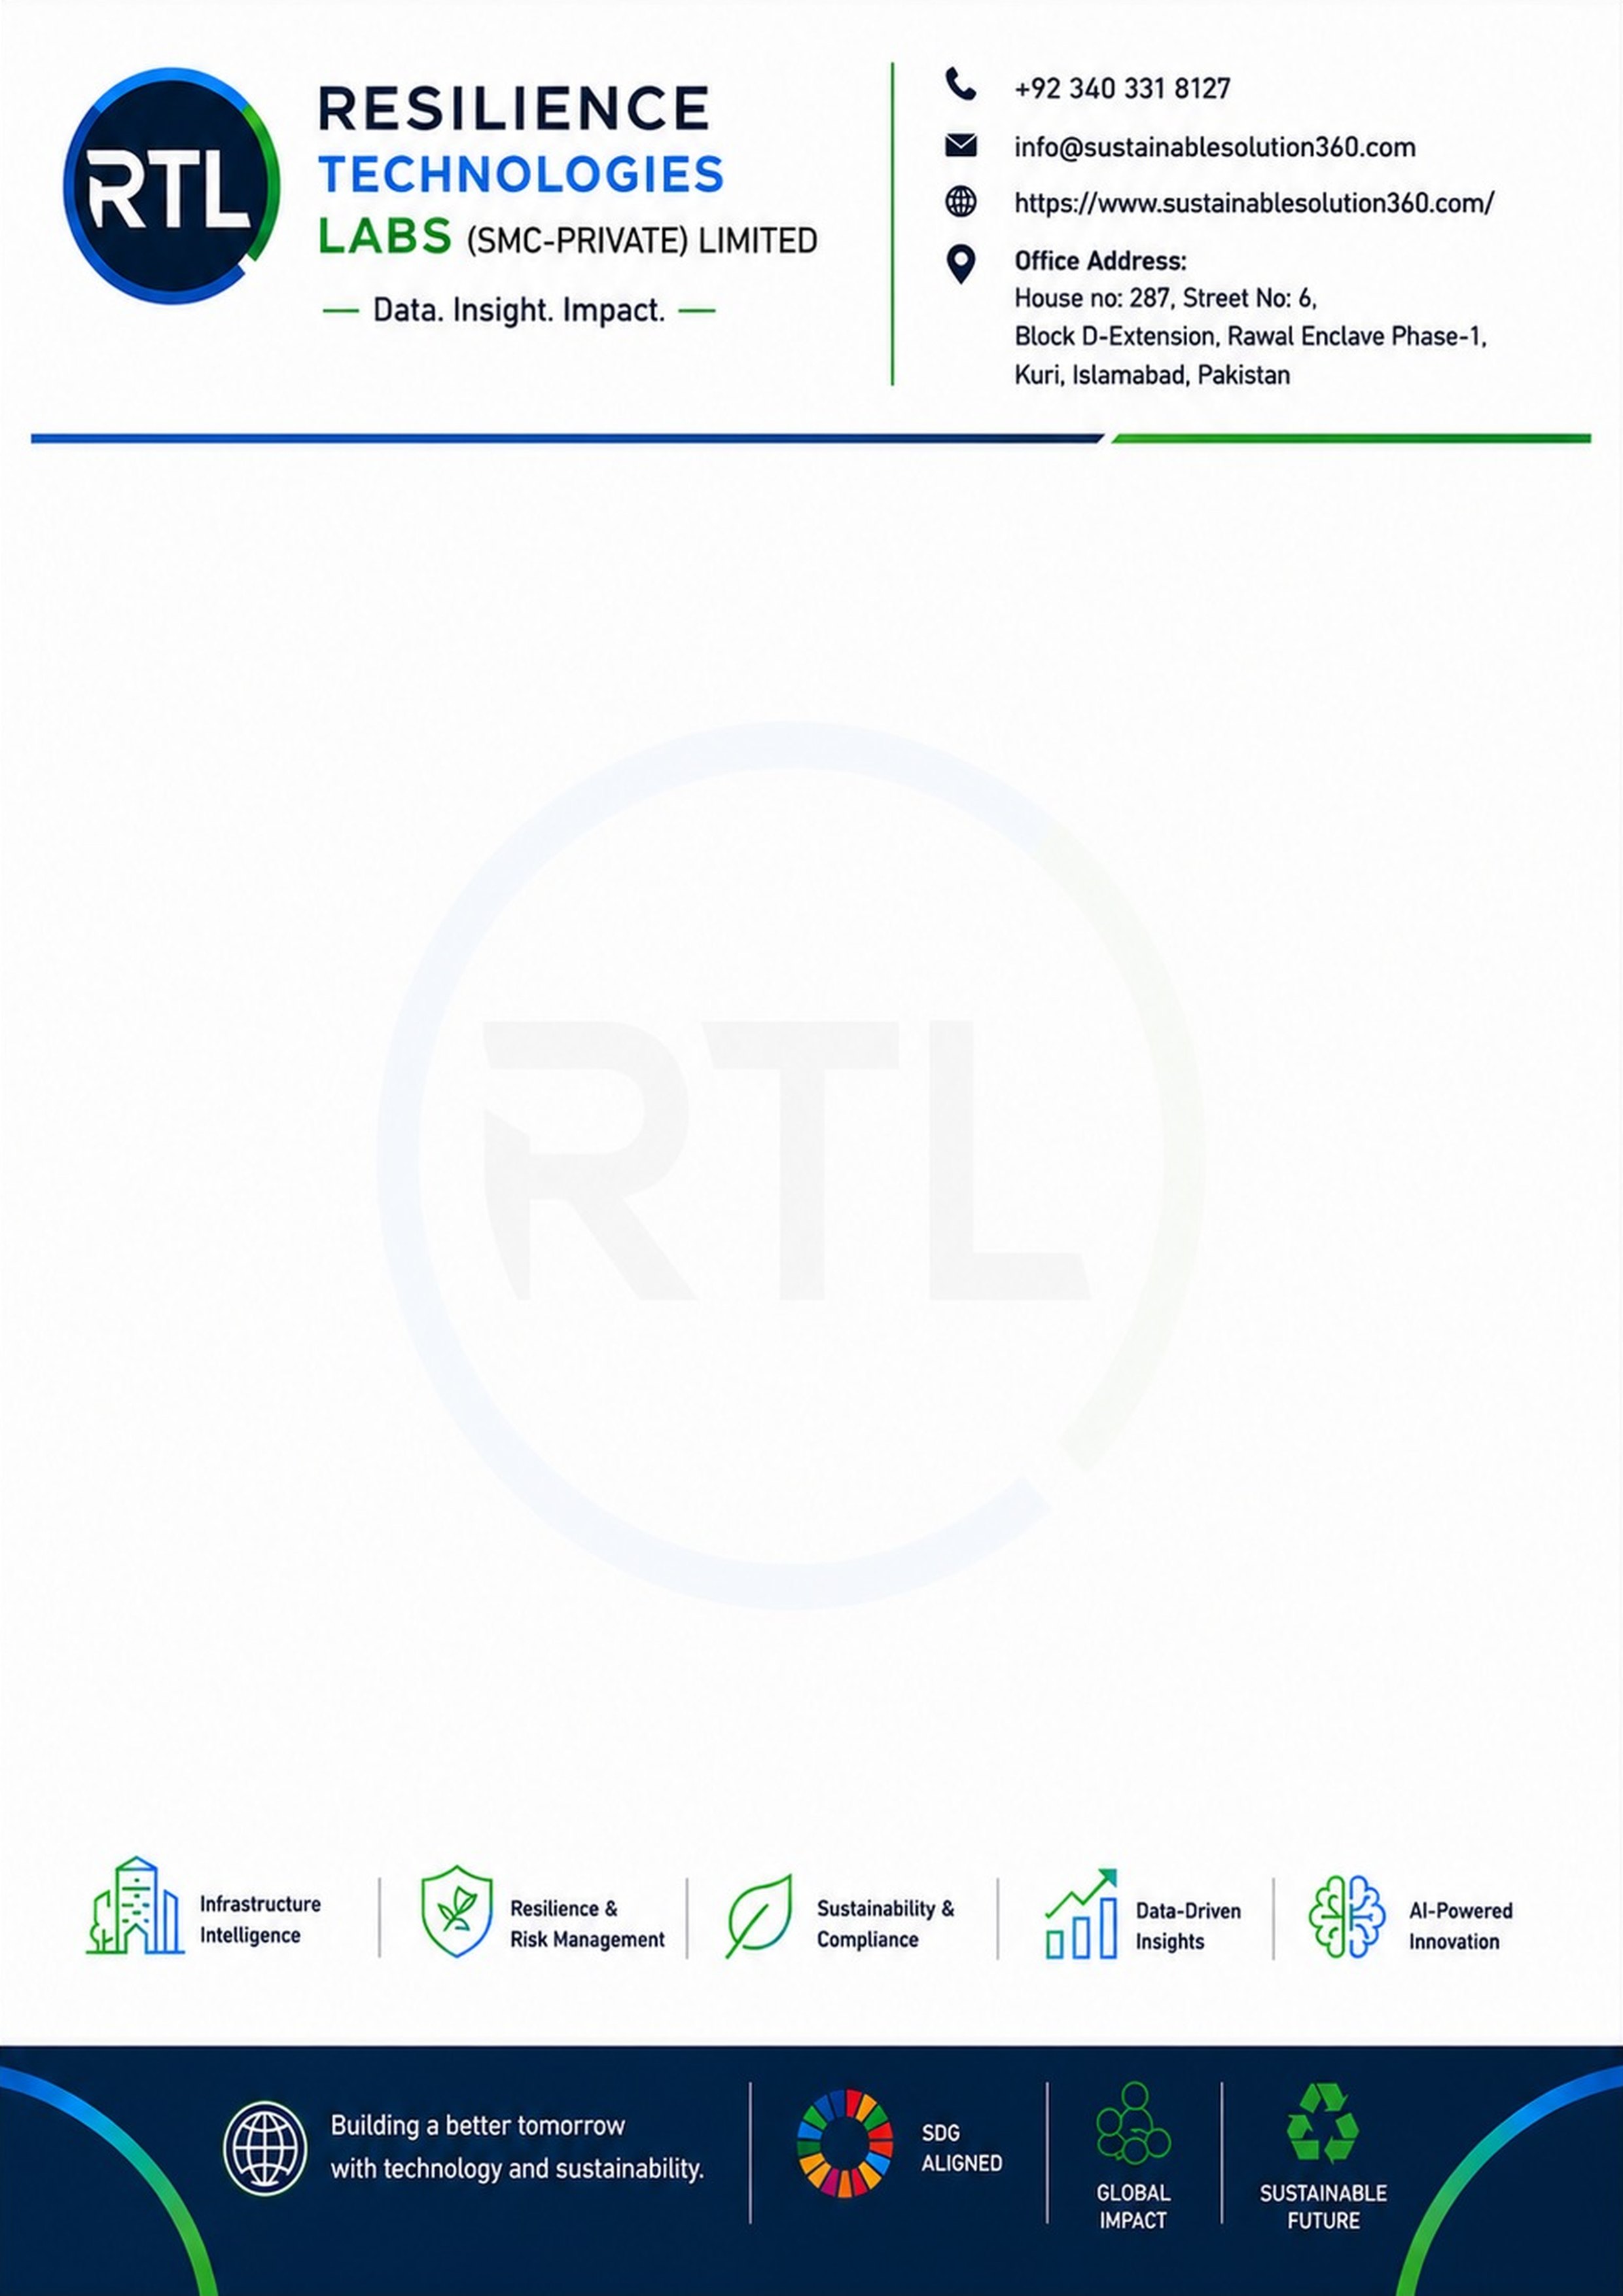 RTL
RESILIENCE
TECHNOLOGIES
LABS (SMC-PRIVATE) LIMITED
Data. Insight. Impact.
+92 340 331 8127
info@sustainablesolution360.com
https://www.sustainablesolution360.com/
Office Address:
House no: 287, Street No: 6,
Block D-Extension, Rawal Enclave Phase-1,
Kuri, Islamabad, Pakistan
RTL
Infrastructure
Intelligence
Resilience &
Risk Management
Sustainability &
Compliance
Data-Driven
Insights
AI-Powered
Innovation
Building a better tomorrow
with technology and sustainability.
SDG
ALIGNED
GLOBAL
IMPACT
SUSTAINABLE
FUTURE